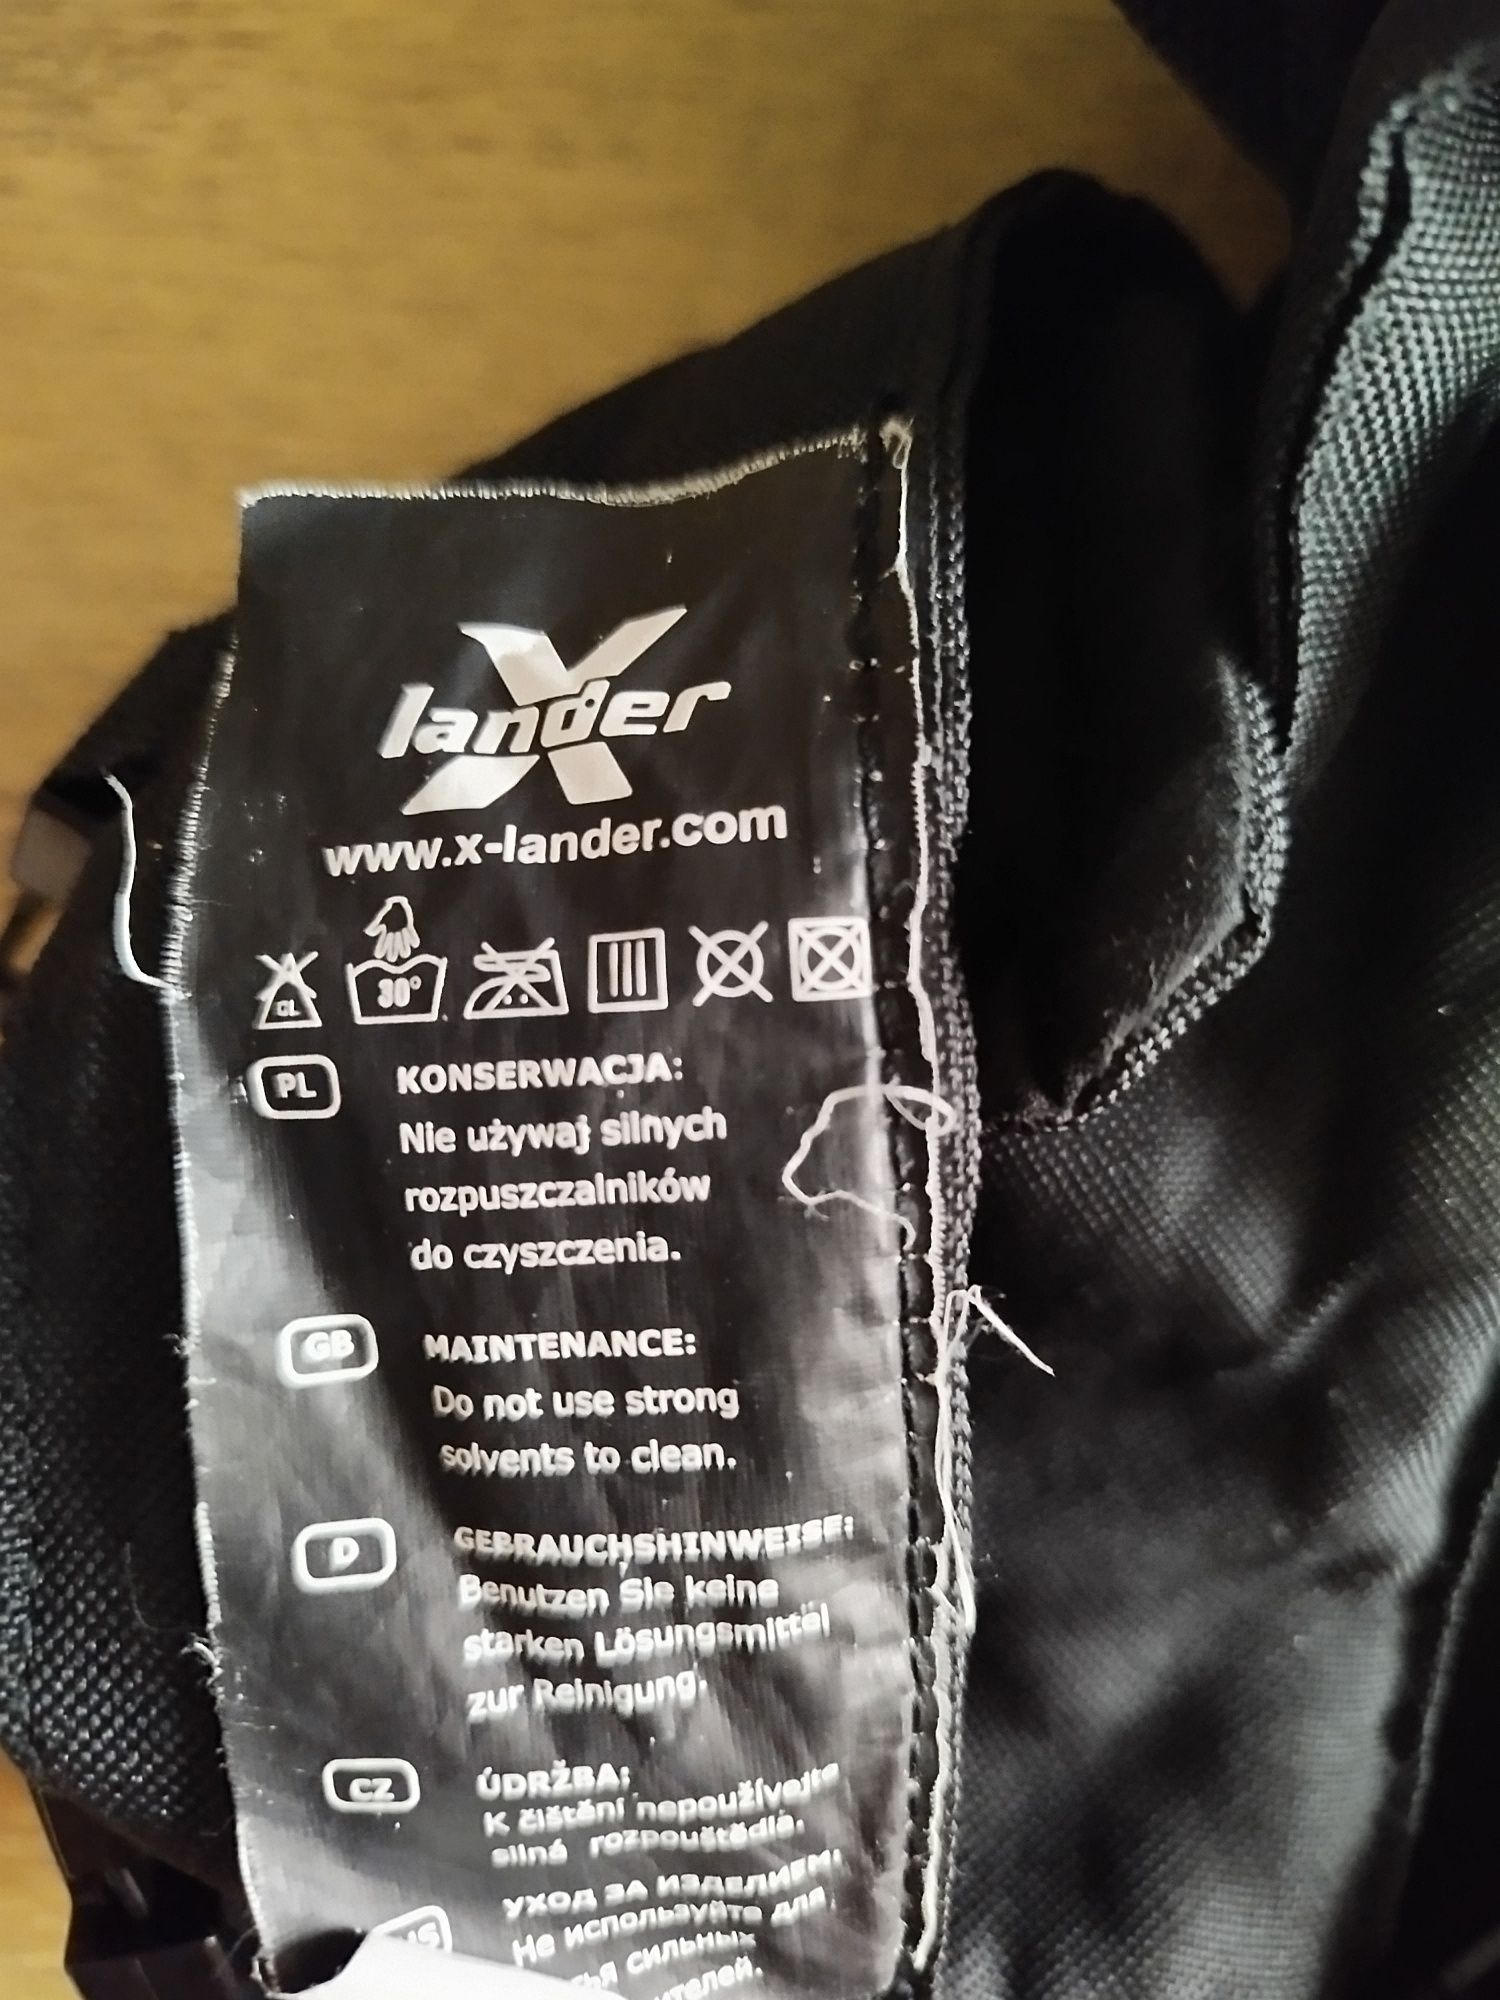 X
lander
www.x-lander.com
CL
30°
PL
KONSERWACJA:
Nie używaj silnych
rozpuszczalników
do czyszczenia.
GB
MAINTENANCE:
Do not use strong
solvents to clean.
D
GEBRAUCHSHINWEISE:
Benutzen Sie keine
starken Lösungsmittel
zur Reinigung.
CZ
ÚDRŽBA:
K čištění nepoužívejte
silná rozpouštědla.
УХОД ЗА ИЗДЕЛИЕМ:
Не используйте для
сильных